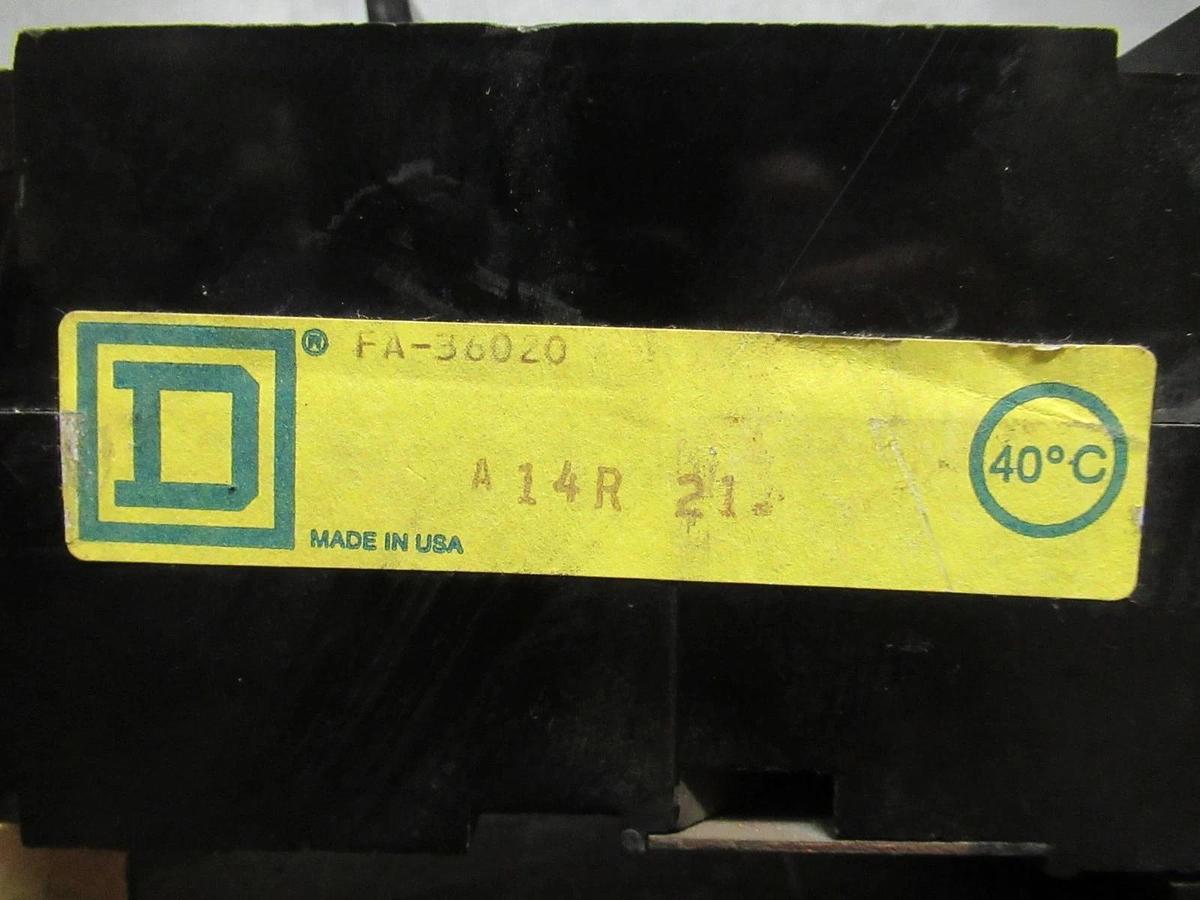 D® FA-36020
A 14R 21
MADE IN USA
40°C